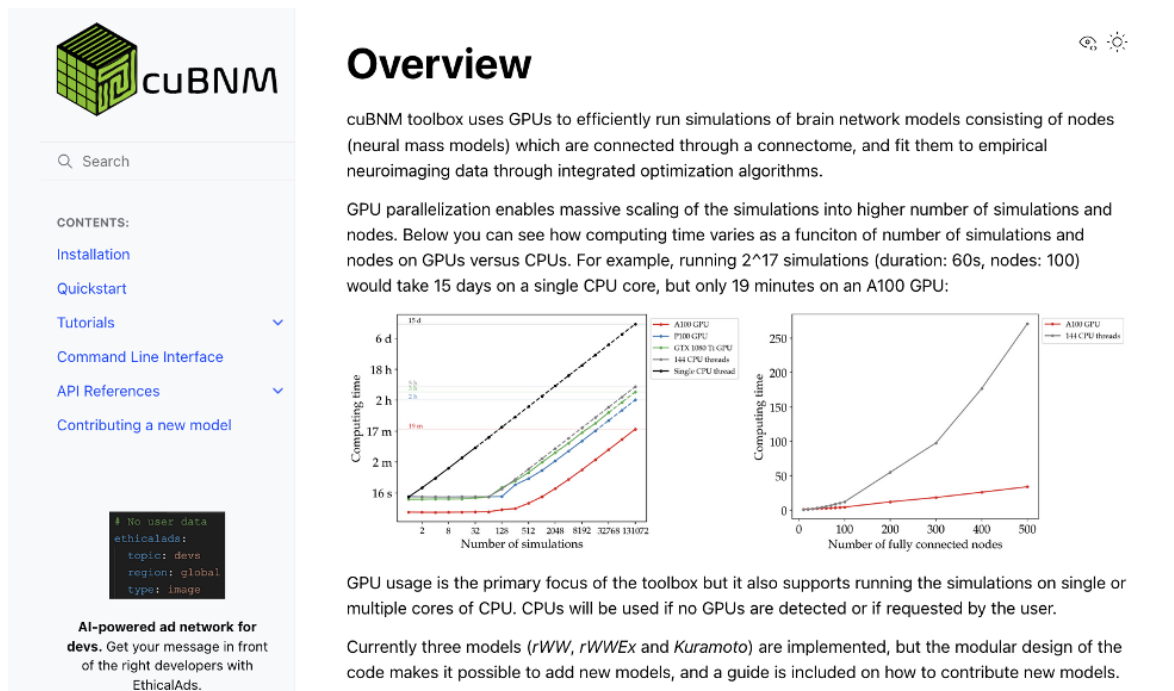 cuBNM
Search
CONTENTS:
Installation
Quickstart
Tutorials
Command Line Interface
API References
Contributing a new model
# No user data
ethicalads:
topic: devs
region: global
type: image
AI-powered ad network for
devs. Get your message in front
of the right developers with
EthicalAds.
Overview
cuBNM toolbox uses GPUs to efficiently run simulations of brain network models consisting of nodes
(neural mass models) which are connected through a connectome, and fit them to empirical
neuroimaging data through integrated optimization algorithms.
GPU parallelization enables massive scaling of the simulations into higher number of simulations and
nodes. Below you can see how computing time varies as a funciton of number of simulations and
nodes on GPUs versus CPUs. For example, running 2^17 simulations (duration: 60s, nodes: 100)
would take 15 days on a single CPU core, but only 19 minutes on an A100 GPU:
Computing time
6 d
18 h
2 h
17 m
2 m
16 s
15 d
2 h
19 m
2 8 32 128 512 2048 8192 32768 131072
Number of simulations
A100 GPU
P100 GPU
GTX 1080 Ti GPU
144 CPU threads
Single CPU thread
Computing time
250
200
150
100
50
0
0 100 200 300 400 500
Number of fully connected nodes
A100 GPU
144 CPU threads
GPU usage is the primary focus of the toolbox but it also supports running the simulations on single or
multiple cores of CPU. CPUs will be used if no GPUs are detected or if requested by the user.
Currently three models (rWW, rWWEx and Kuramoto) are implemented, but the modular design of the
code makes it possible to add new models, and a guide is included on how to contribute new models.